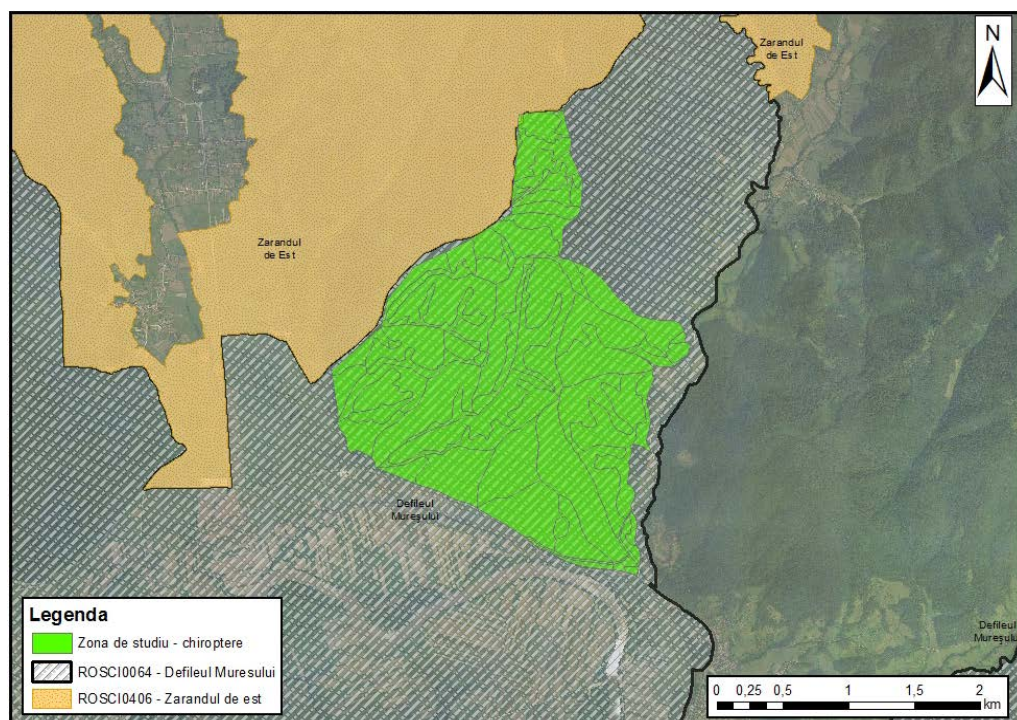 N
Zarandul
de Est
Zarandul
de Est
Defileul
Mureșului
Defileul
Mureșului
Legenda
Zona de studiu - chiroptere
ROSCI0064 - Defileul Muresului
ROSCI0406 - Zarandul de est
0 0,25 0,5 1 1,5 2
km